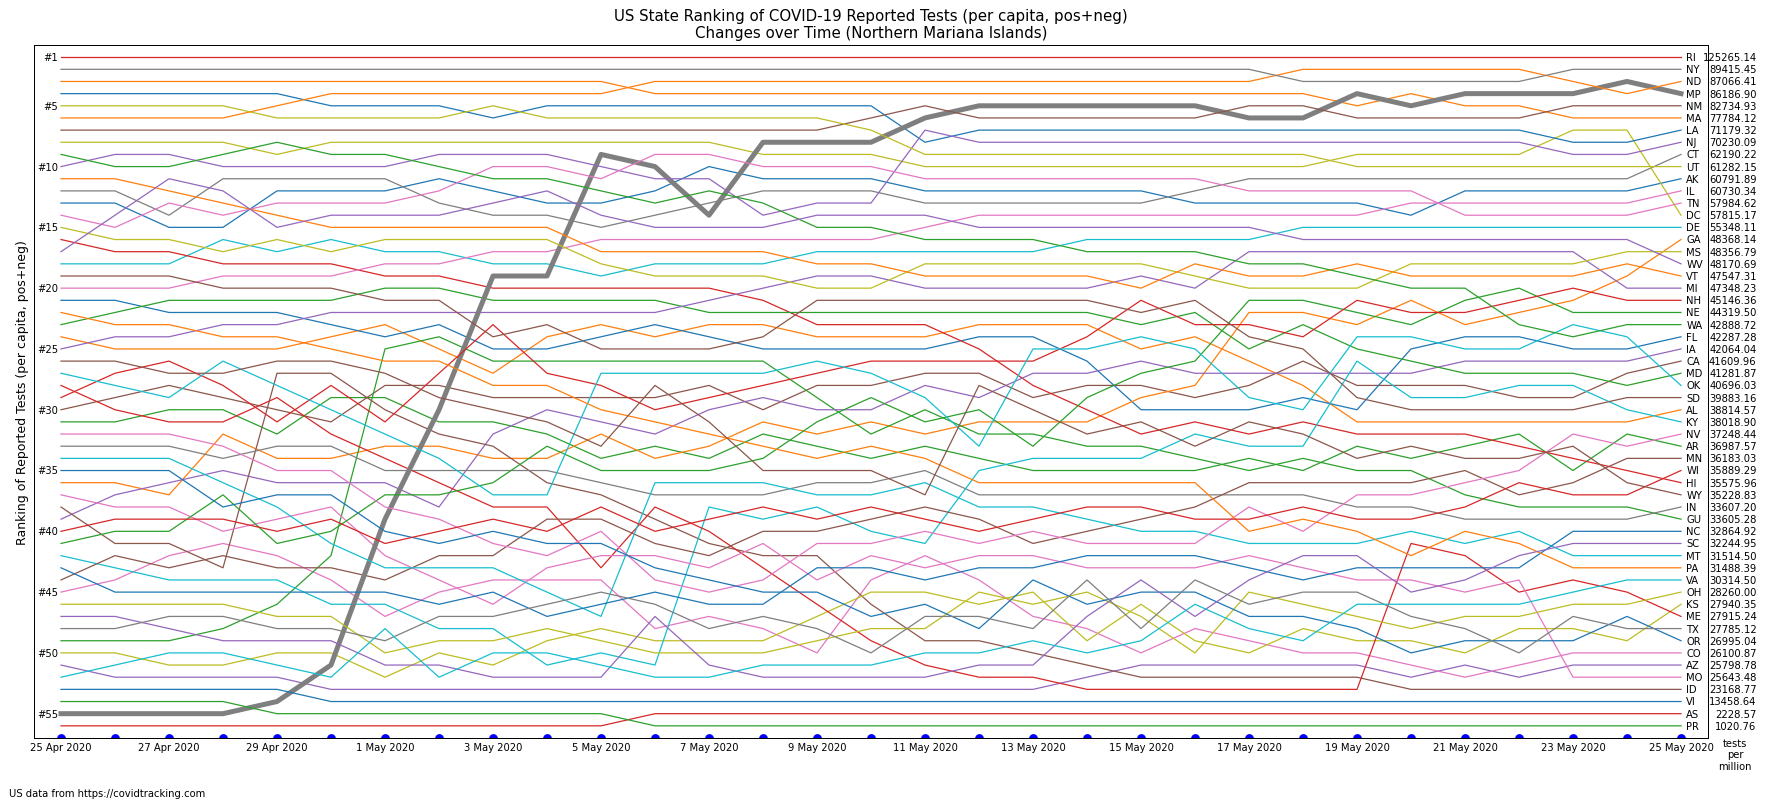 US State Ranking of COVID-19 Reported Tests (per capita, pos+neg)
Changes over Time (Northern Mariana Islands)
Ranking of Reported Tests (per capita, pos+neg)
#1
#5
#10
#15
#20
#25
#30
#35
#40
#45
#50
#55
RI 125265.14
NY 89415.45
ND 87066.41
MP 86186.90
NM 82734.93
MA 77784.12
LA 71179.32
NJ 70230.09
CT 62190.22
UT 61282.15
AK 60791.89
IL 60730.34
TN 57984.62
DC 57815.17
DE 55348.11
GA 48368.14
MS 48356.79
WV 48170.69
VT 47547.31
MI 47348.23
NH 45146.36
NE 44319.50
WA 42888.72
FL 42287.28
IA 42064.04
CA 41609.96
MD 41281.87
OK 40696.03
SD 39883.16
AL 38814.57
KY 38018.90
NV 37248.44
AR 36987.57
MN 36183.03
WI 35889.29
HI 35575.96
WY 35228.83
IN 33607.20
GU 33605.28
NC 32864.92
SC 32244.95
MT 31514.50
PA 31488.39
VA 30314.50
OH 28260.00
KS 27940.35
ME 27915.24
TX 27785.12
OR 26995.04
CO 26100.87
AZ 25798.78
MO 25643.48
ID 23168.77
VI 13458.64
AS 2228.57
PR 1020.76
25 Apr 2020 27 Apr 2020 29 Apr 2020 1 May 2020 3 May 2020 5 May 2020 7 May 2020 9 May 2020 11 May 2020 13 May 2020 15 May 2020 17 May 2020 19 May 2020 21 May 2020 23 May 2020 25 May 2020
tests
per
million
US data from https://covidtracking.com